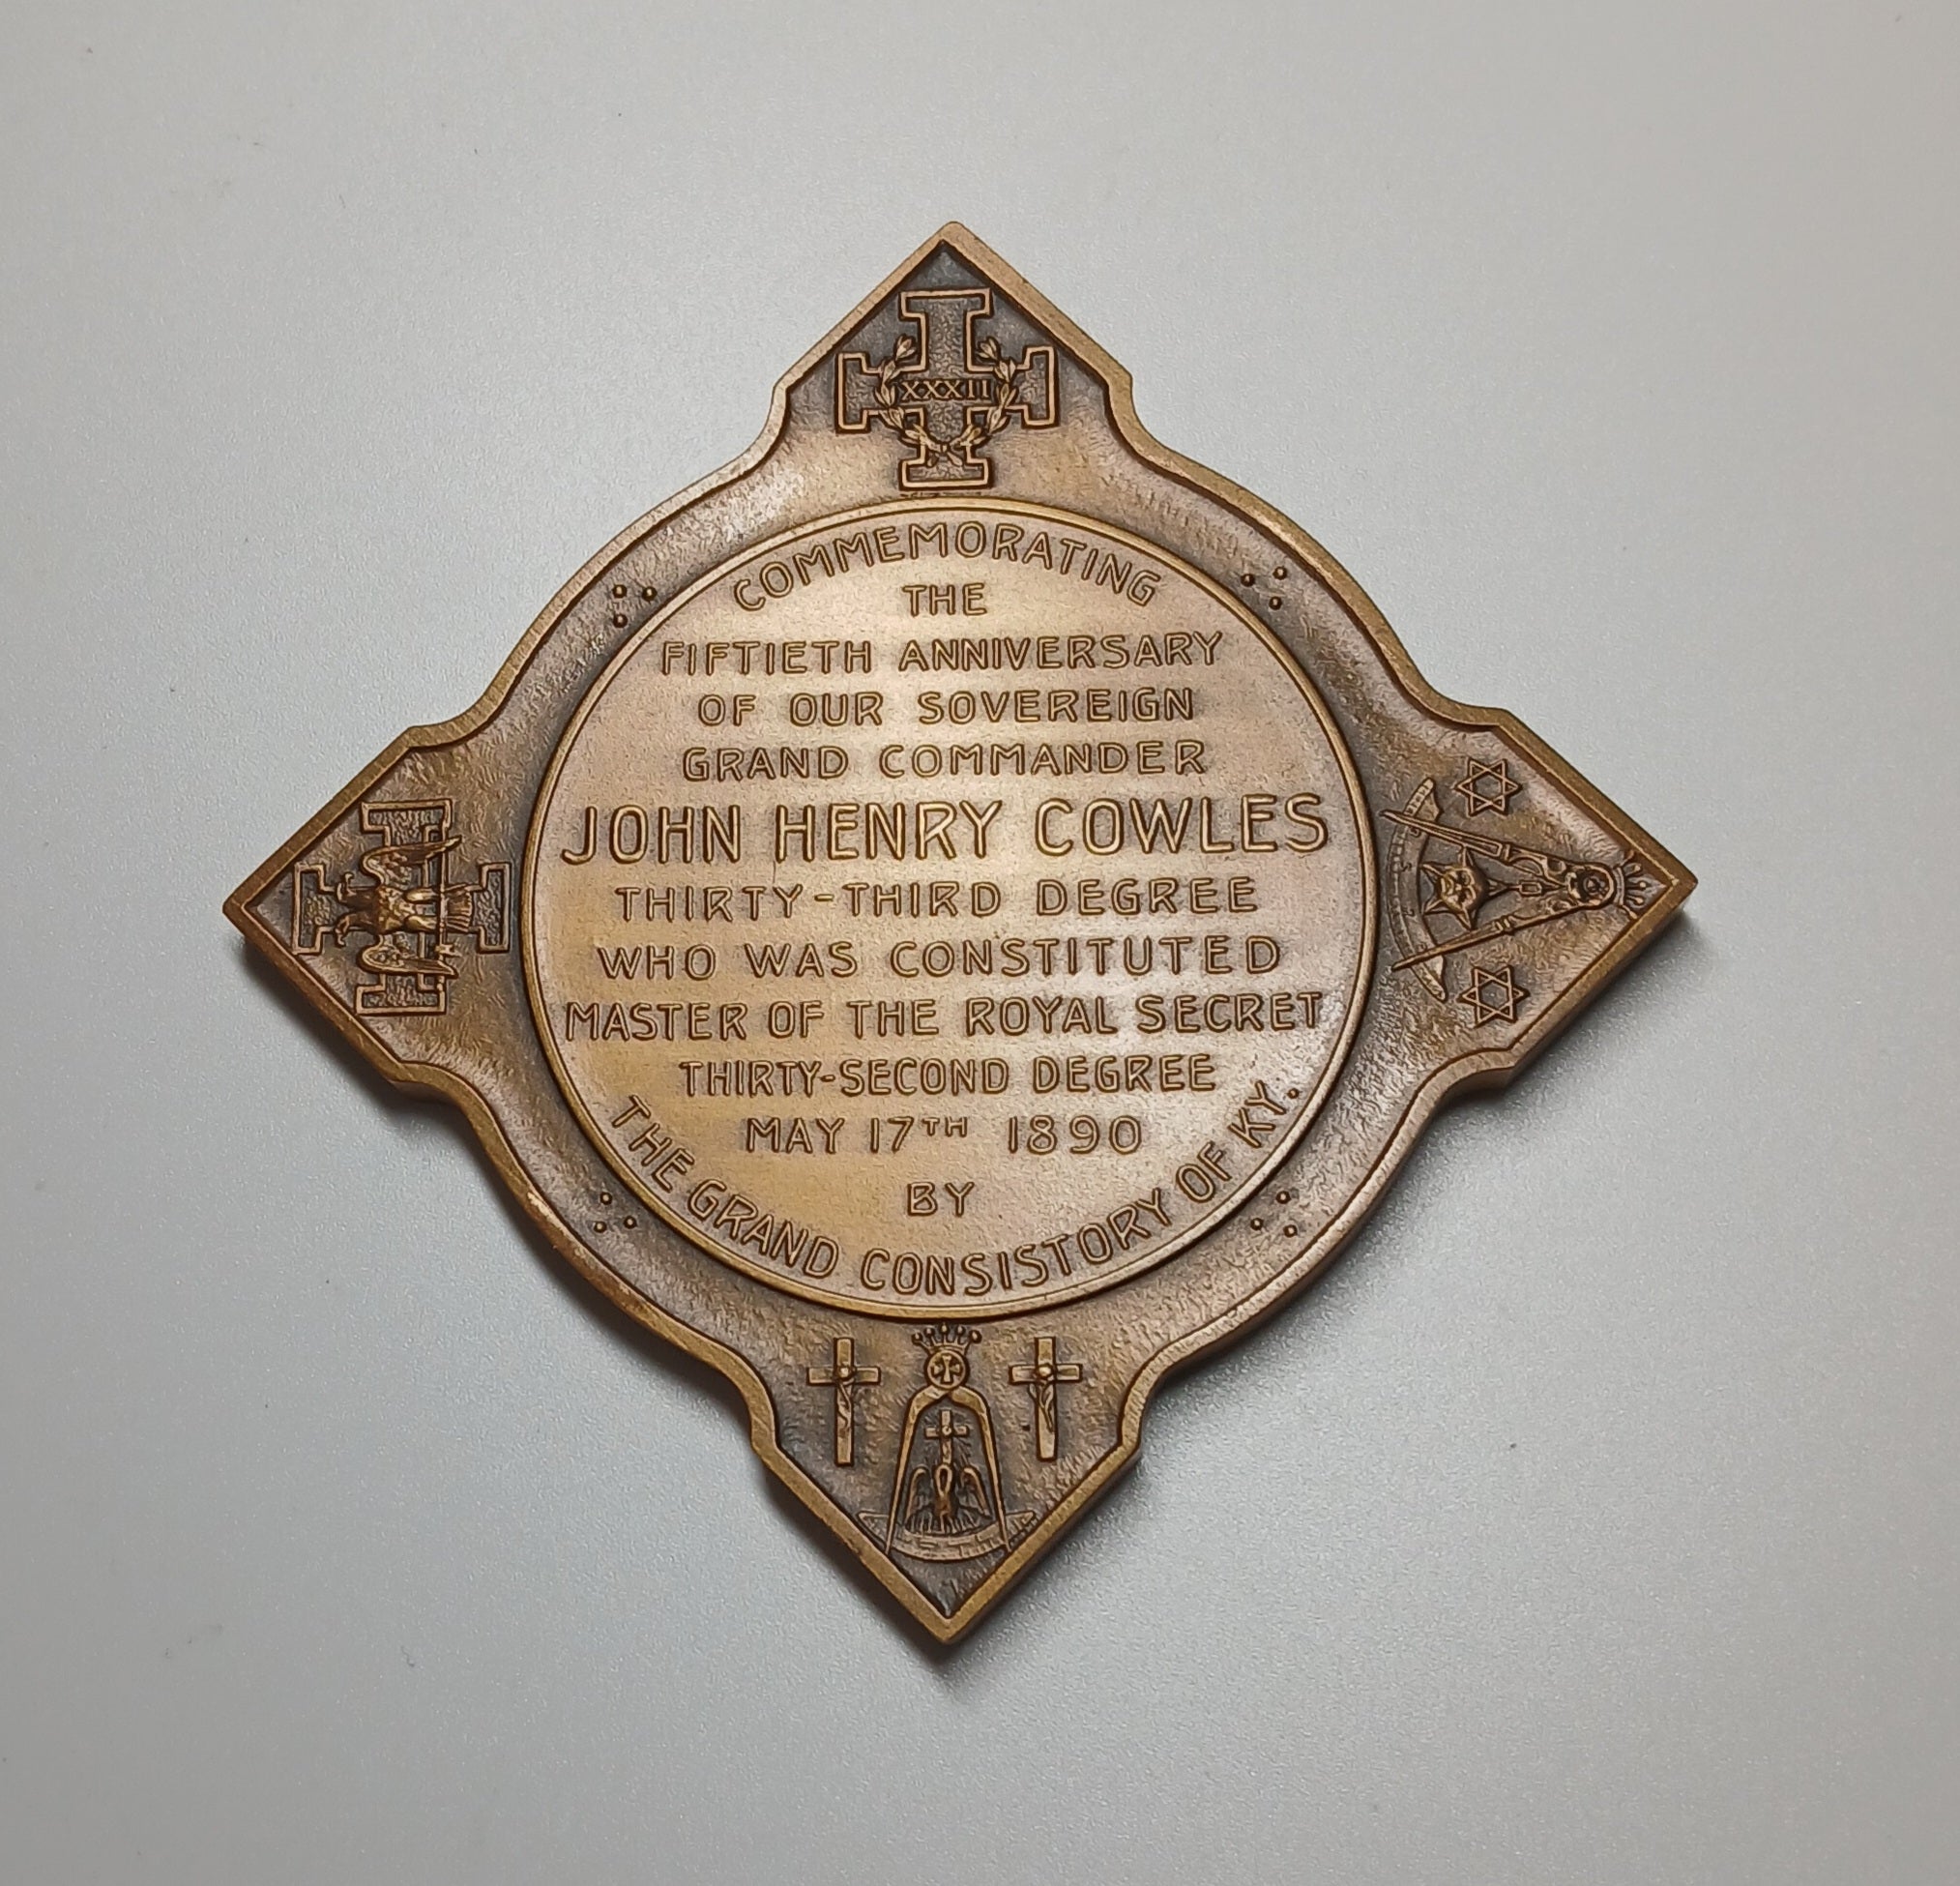 XXXII
COMMEMORATING
THE
FIFTIETH ANNIVERSARY
OF OUR SOVEREIGN
GRAND COMMANDER
JOHN HENRY COWLES
THIRTY-THIRD DEGREE
WHO WAS CONSTITUTED
MASTER OF THE ROYAL SECRET
THIRTY-SECOND DEGREE
MAY 17TH 1890
BY
THE GRAND CONSISTORY OF KY.